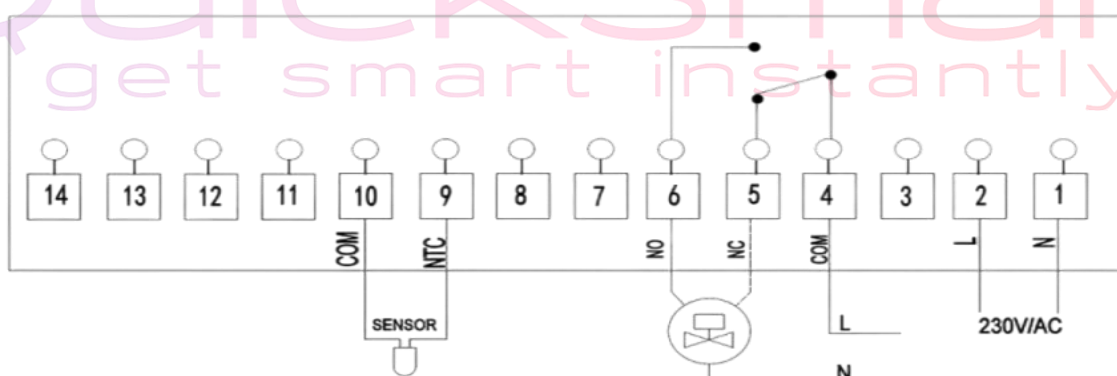 get smart instantly
14 13 12 11 10 9 8 7 6 5 4 3 2 1
COM NTC NO NC COM L N
SENSOR L 230V/AC
N